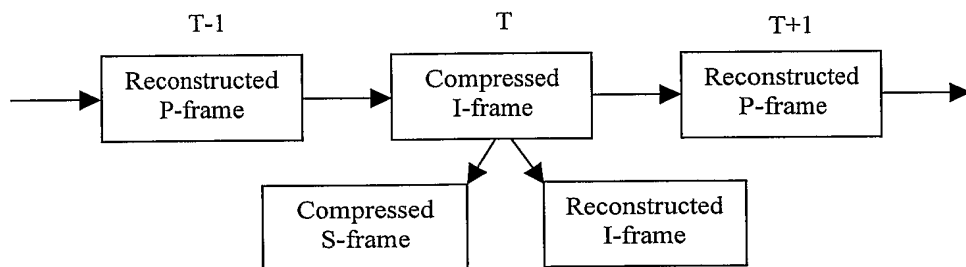 T-1
T
T+1
Reconstructed
P-frame
Compressed
I-frame
Reconstructed
P-frame
Compressed
S-frame
Reconstructed
I-frame